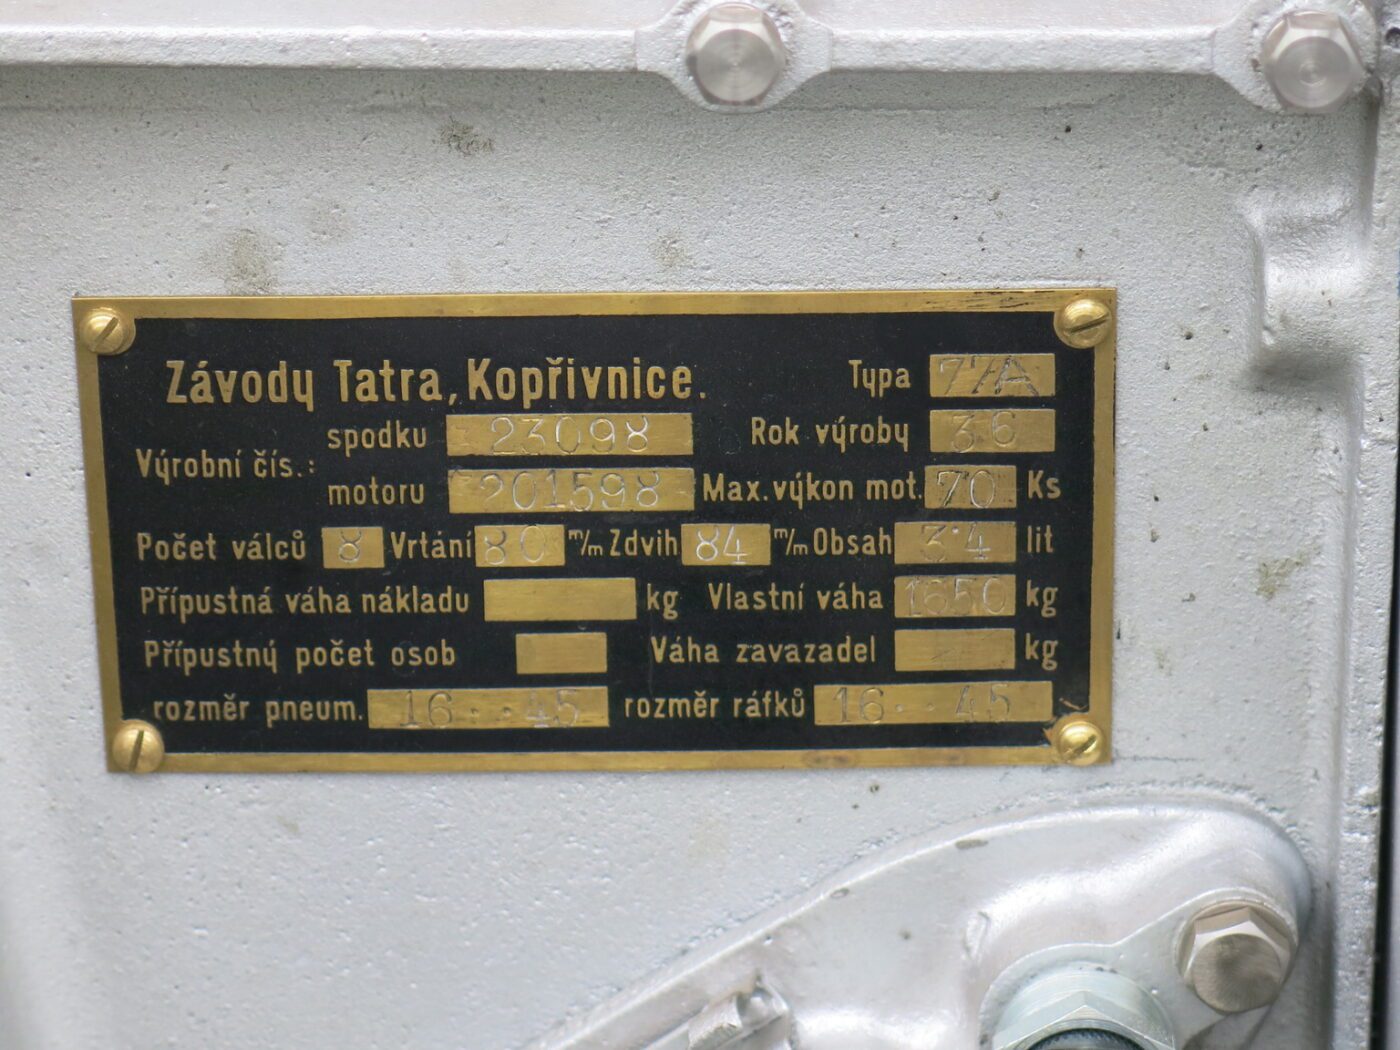 Závody Tatra, Kopřivnice. Typa 77A
spodku 23098 Rok výroby 36
Výrobní čís.:
motoru 201598 Max. výkon mot. 70 Ks
Počet válců 8 Vrtání 80 m/m Zdvih 84 m/m Obsah 3·4 lit
Přípustná váha nákladu kg Vlastní váha 1650 kg
Přípustný počet osob Váha zavazadel kg
rozměr pneum. 16··45 rozměr ráfků 16··45